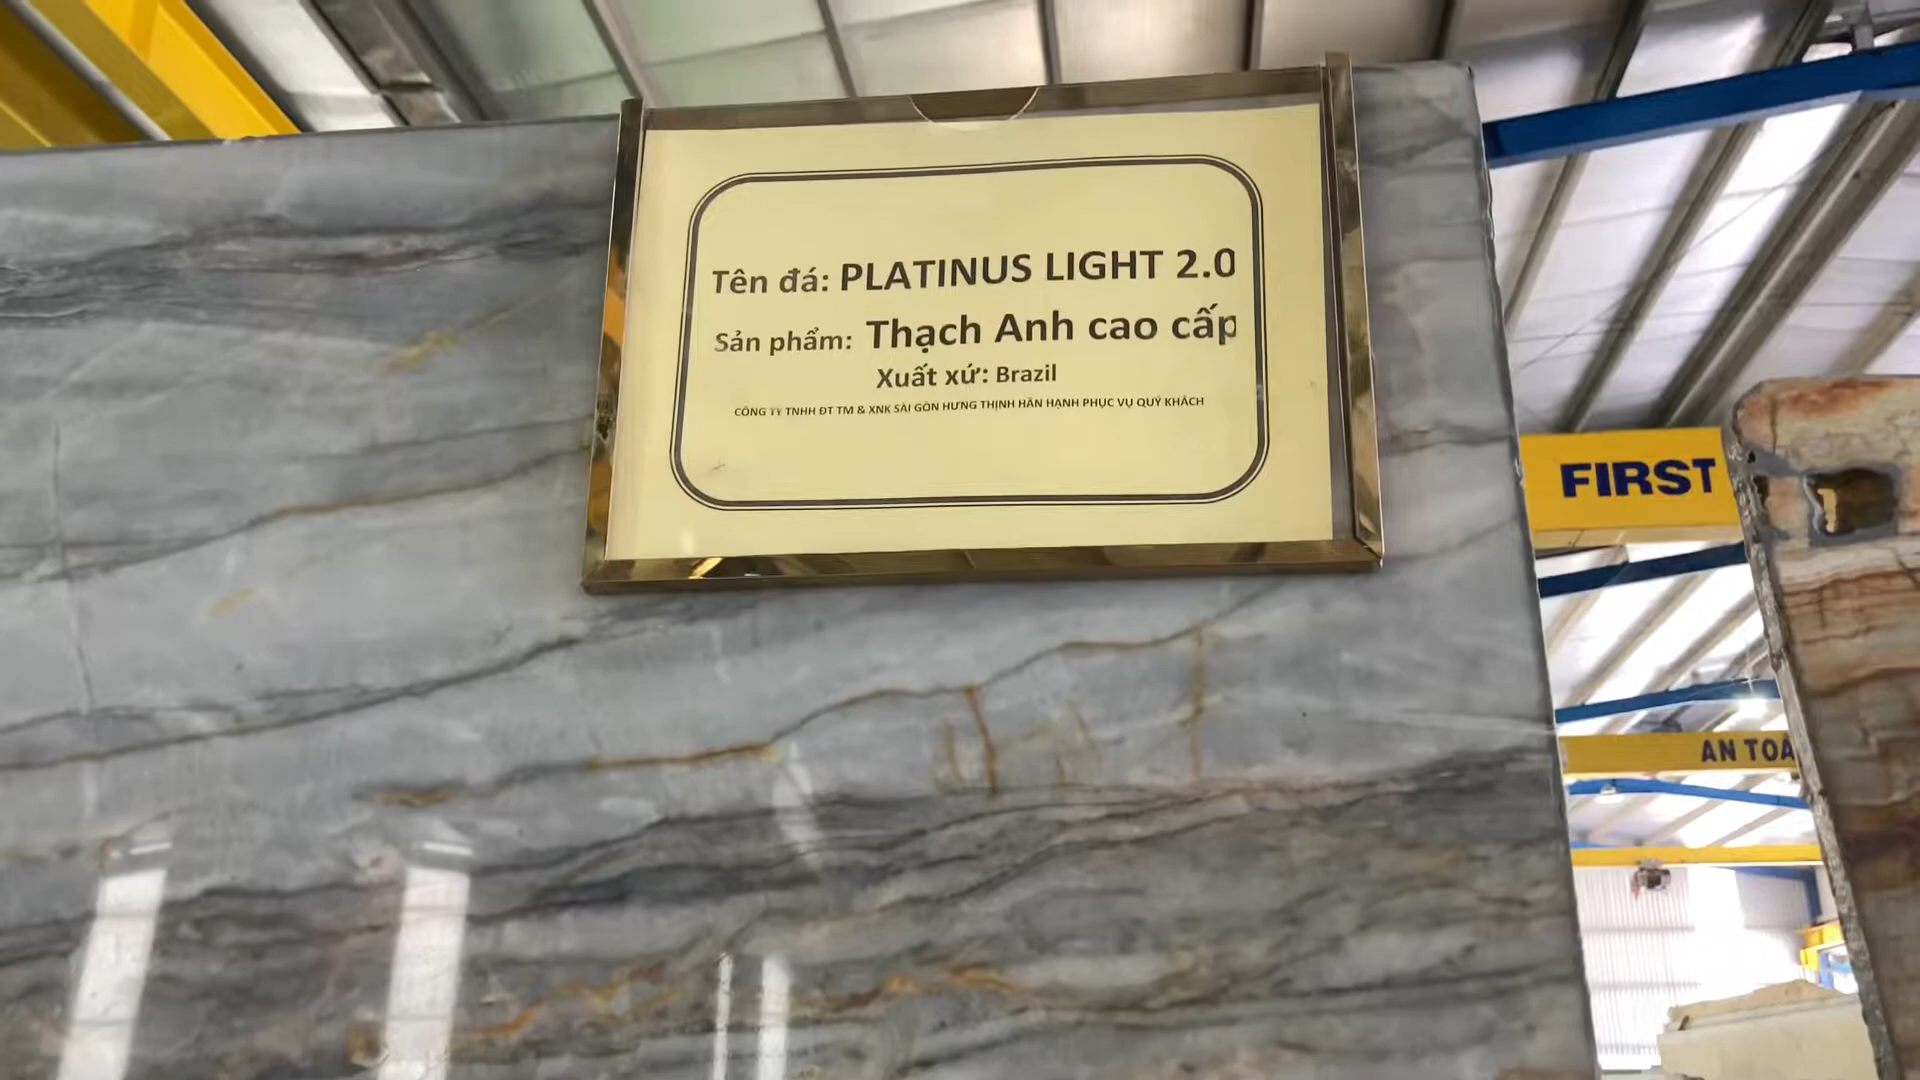 Tên đá: PLATINUS LIGHT 2.0
Sản phẩm: Thạch Anh cao cấp
Xuất xứ: Brazil
CÔNG TY TNHH ĐT TM & XNK SÀI GÒN HƯNG THỊNH HÂN HẠNH PHỤC VỤ QUÝ KHÁCH
FIRST
AN TOÀ